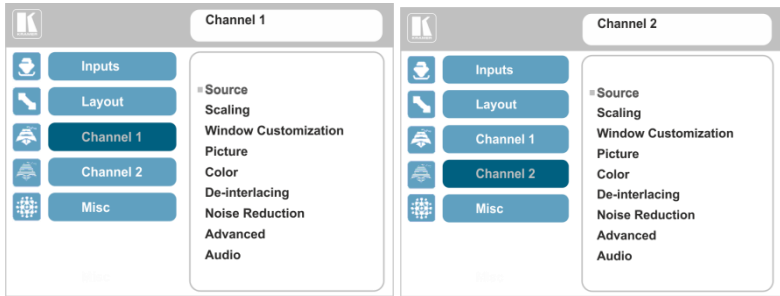 Channel 1
Inputs
Layout
Channel 1
Channel 2
Misc
Source
Scaling
Window Customization
Picture
Color
De-interlacing
Noise Reduction
Advanced
Audio
Channel 2
Inputs
Layout
Channel 1
Channel 2
Misc
Source
Scaling
Window Customization
Picture
Color
De-interlacing
Noise Reduction
Advanced
Audio